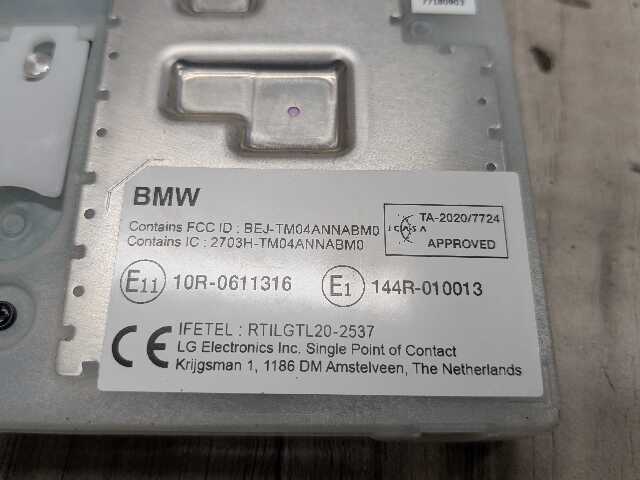 77180903
BMW
Contains FCC ID : BEJ-TM04ANNABM0
Contains IC : 2703H-TM04ANNABM0
ICASA
TA-2020/7724
APPROVED
E11 10R-0611316
E1 144R-010013
CE
IFETEL : RTILGTL20-2537
LG Electronics Inc. Single Point of Contact
Krijgsman 1, 1186 DM Amstelveen, The Netherlands